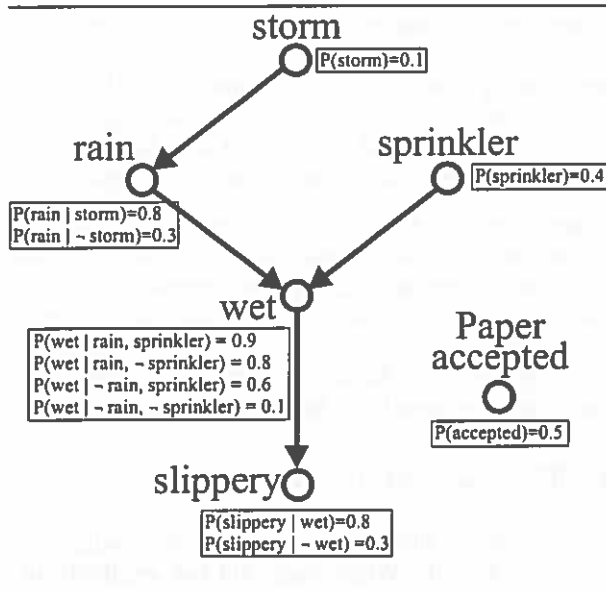 storm
P(storm)=0.1
rain
sprinkler
P(sprinkler)=0.4
P(rain | storm)=0.8
P(rain | ¬ storm)=0.3
wet
P(wet | rain, sprinkler) = 0.9
P(wet | rain, ¬ sprinkler) = 0.8
P(wet | ¬ rain, sprinkler) = 0.6
P(wet | ¬ rain, ¬ sprinkler) = 0.1
Paper
accepted
P(accepted)=0.5
slippery
P(slippery | wet)=0.8
P(slippery | ¬ wet) =0.3